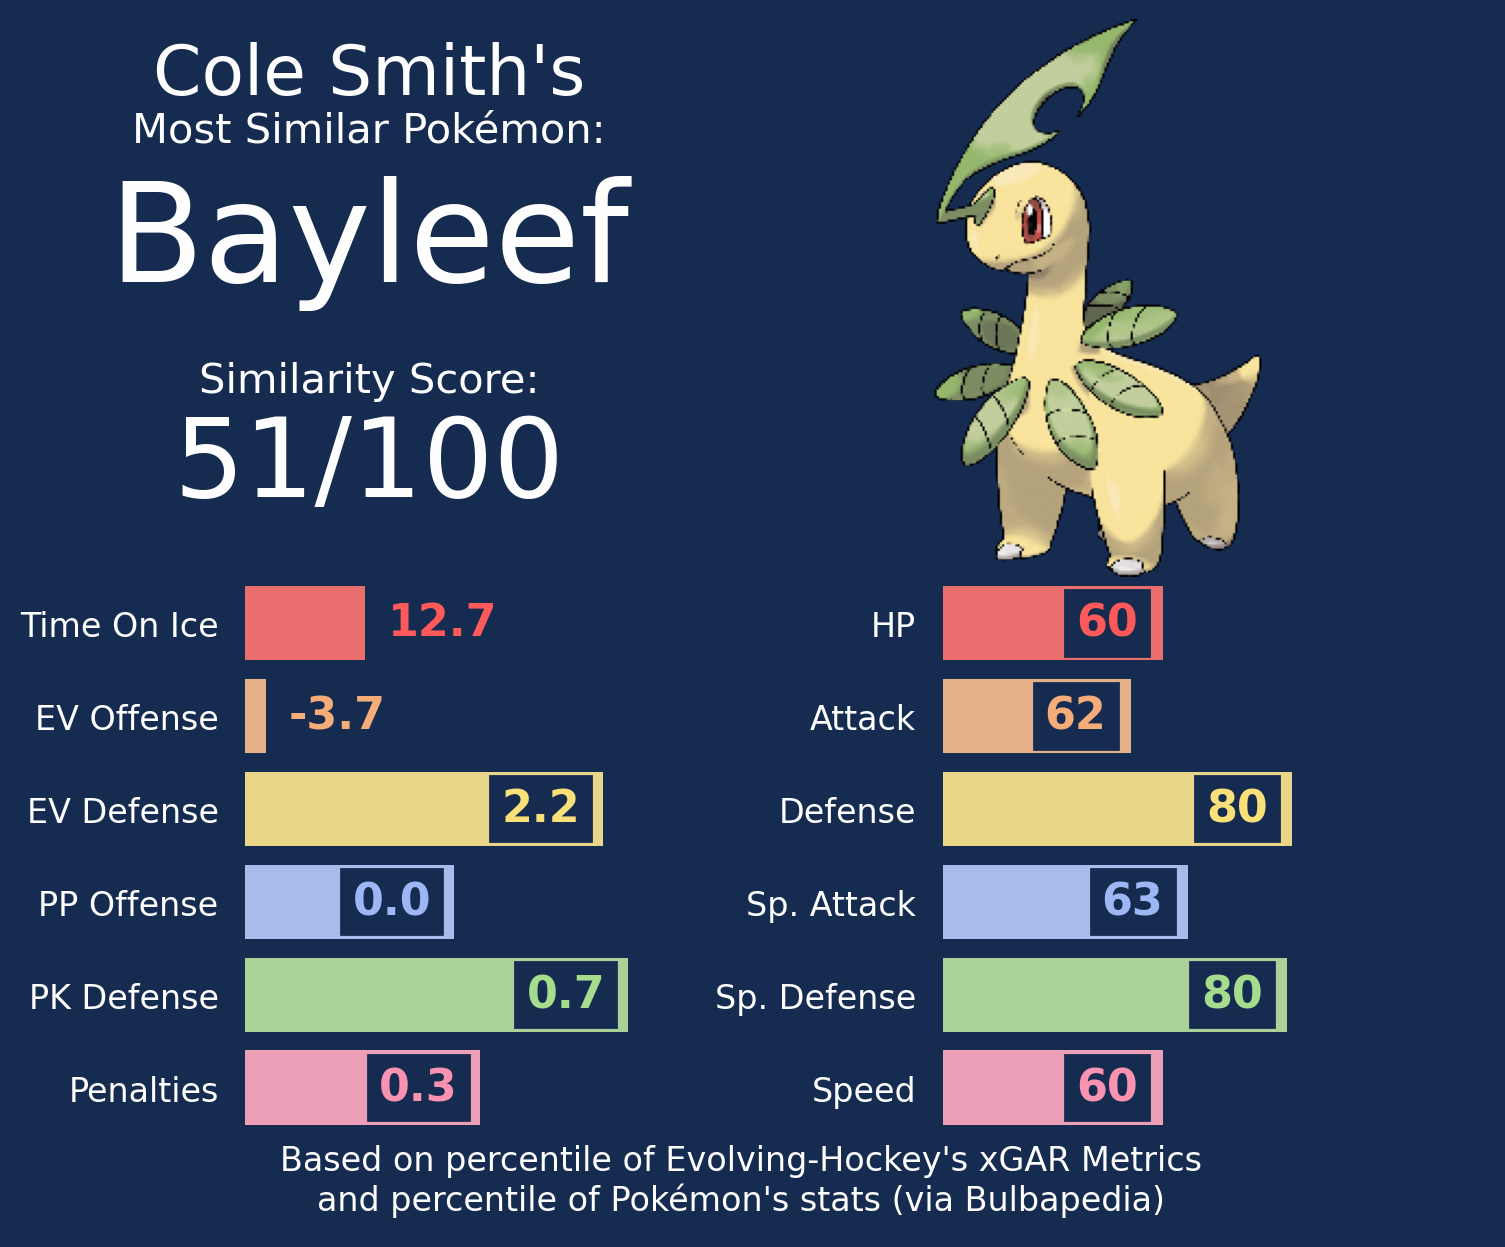 Cole Smith's
Most Similar Pokémon:
Bayleef
Similarity Score:
51/100
Time On Ice 12.7
EV Offense -3.7
EV Defense 2.2
PP Offense 0.0
PK Defense 0.7
Penalties 0.3
HP 60
Attack 62
Defense 80
Sp. Attack 63
Sp. Defense 80
Speed 60
Based on percentile of Evolving-Hockey's xGAR Metrics
and percentile of Pokémon's stats (via Bulbapedia)